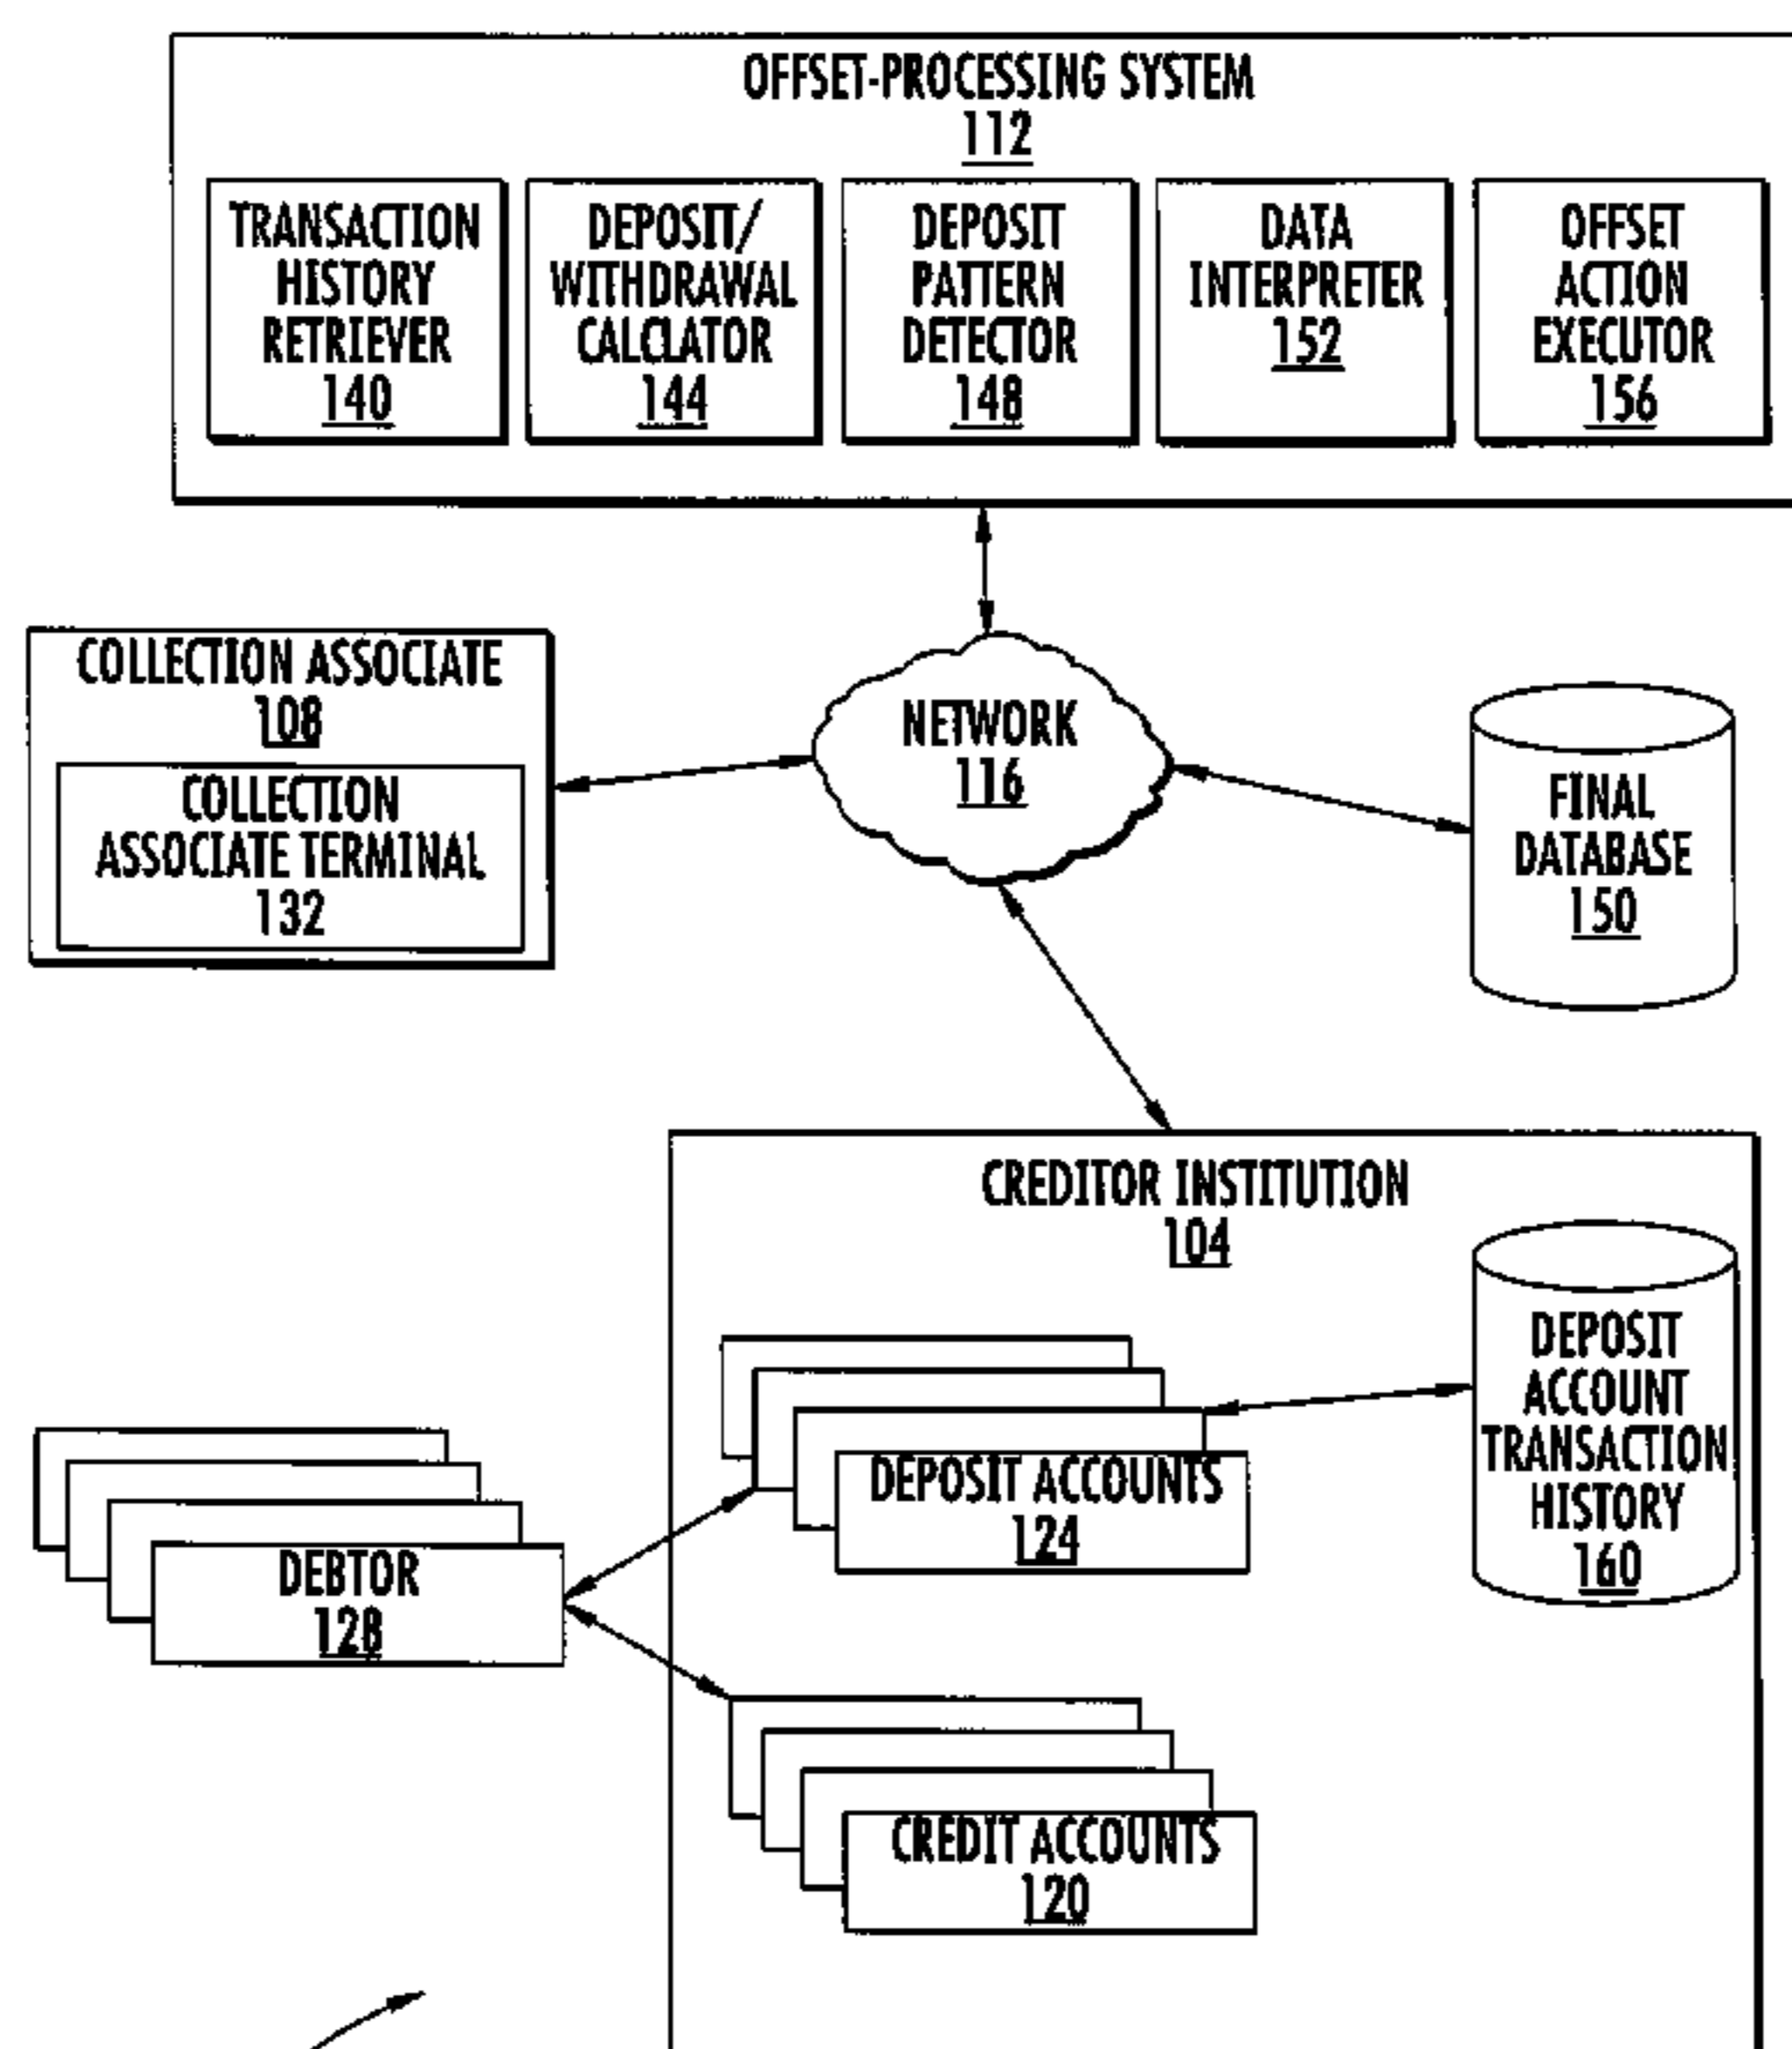 OFFSET-PROCESSING SYSTEM
112
TRANSACTION
HISTORY
RETRIEVER
140
DEPOSIT/
WITHDRAWAL
CALCLATOR
144
DEPOSIT
PATTERN
DETECTOR
148
DATA
INTERPRETER
152
OFFSET
ACTION
EXECUTOR
156
COLLECTION ASSOCIATE
108
COLLECTION
ASSOCIATE TERMINAL
132
NETWORK
116
FINAL
DATABASE
150
CREDITOR INSTITUTION
104
DEPOSIT
ACCOUNT
TRANSACTION
HISTORY
160
DEPOSIT ACCOUNTS
124
DEBTOR
128
CREDIT ACCOUNTS
120